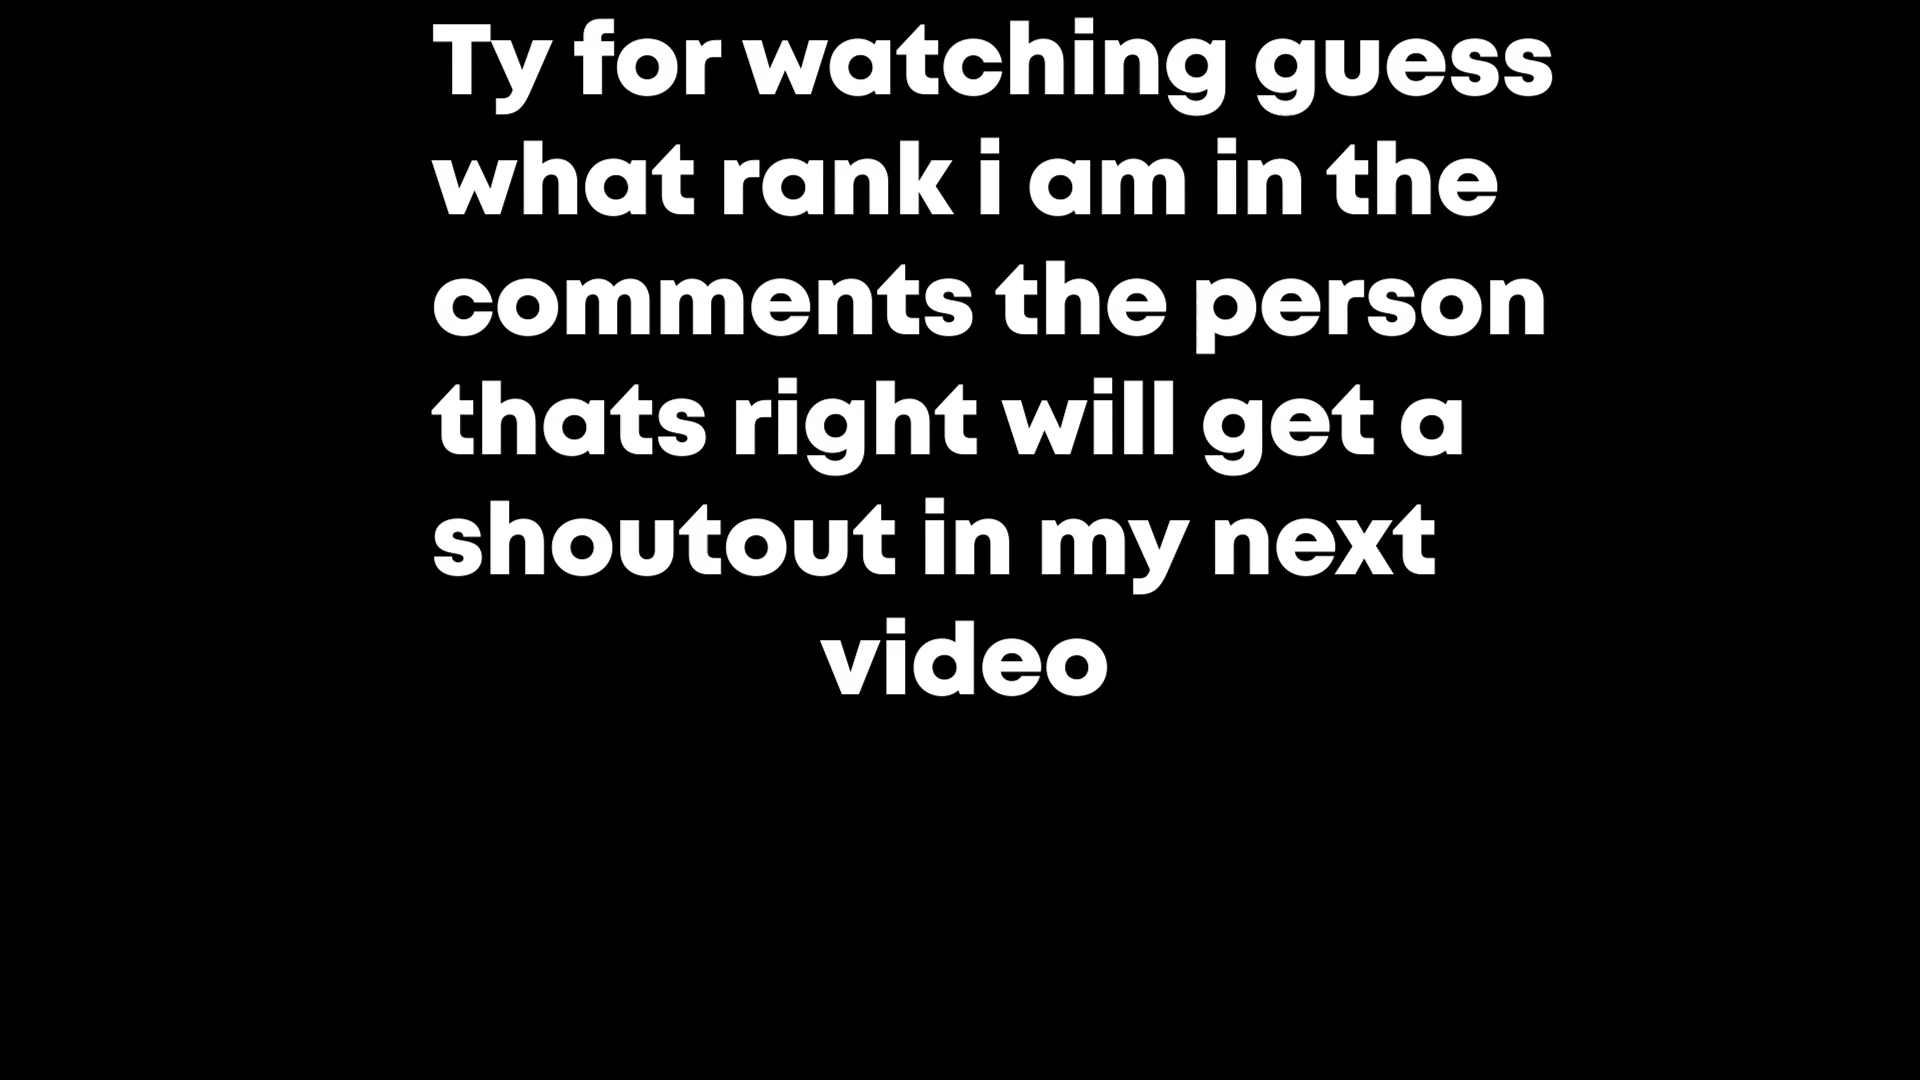 Ty for watching guess
what rank i am in the
comments the person
thats right will get a
shoutout in my next
video